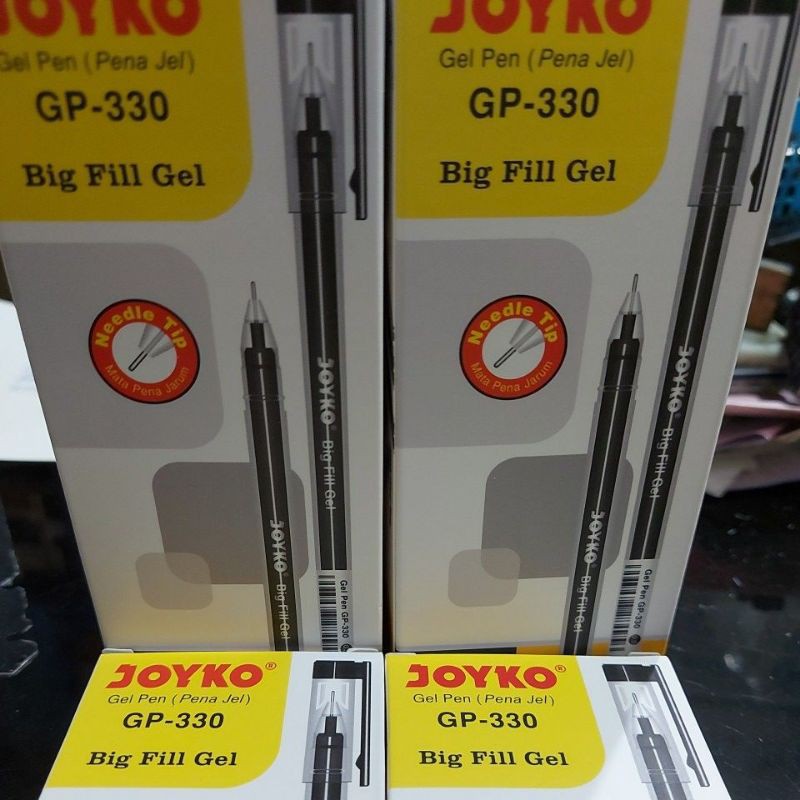 JOYKO
Gel Pen (Pena Jel)
GP-330
Big Fill Gel
Needle Tip
Mata Pena Jarum
JOYKO® Big Fill Gel
JOYKO® Big Fill Gel
Gel Pen GP-330
JOYKO
Gel Pen (Pena Jel)
GP-330
Big Fill Gel
Needle Tip
Mata Pena Jarum
JOYKO® Big Fill Gel
JOYKO® Big Fill Gel
Gel Pen GP-330
JOYKO®
Gel Pen (Pena Jel)
GP-330
Big Fill Gel
JOYKO®
Gel Pen (Pena Jel)
GP-330
Big Fill Gel